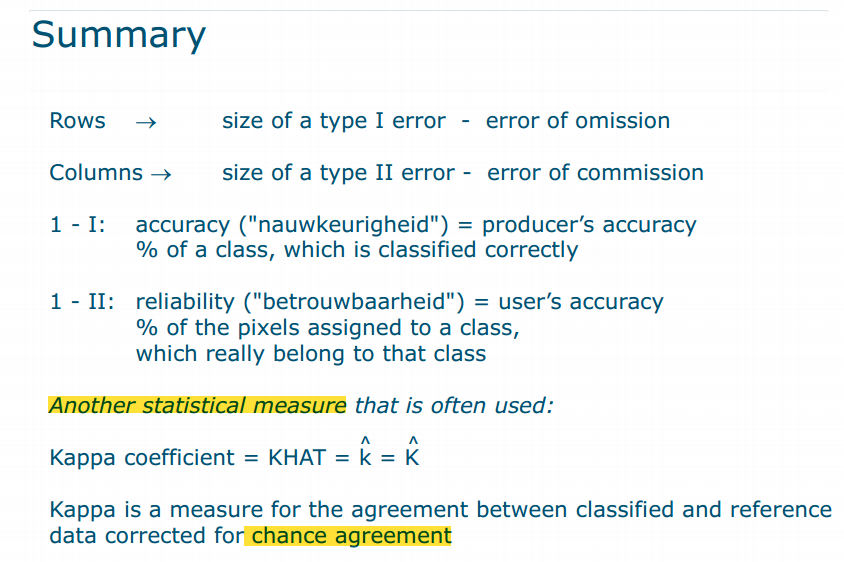 Summary
Rows → size of a type I error - error of omission
Columns → size of a type II error - error of commission
1 - I: accuracy ("nauwkeurigheid") = producer’s accuracy
% of a class, which is classified correctly
1 - II: reliability ("betrouwbaarheid") = user’s accuracy
% of the pixels assigned to a class,
which really belong to that class
Another statistical measure that is often used:
Kappa coefficient = KHAT = k̂ = K̂
Kappa is a measure for the agreement between classified and reference
data corrected for chance agreement